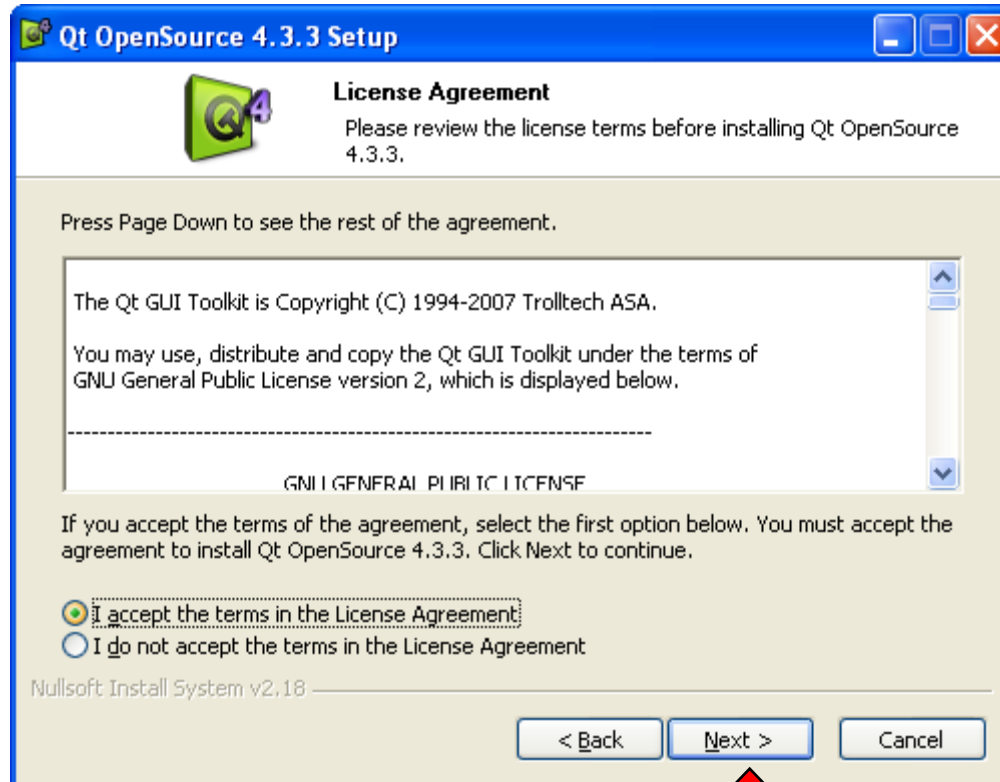 Qt OpenSource 4.3.3 Setup
4
License Agreement
Please review the license terms before installing Qt OpenSource
4.3.3.
Press Page Down to see the rest of the agreement.
The Qt GUI Toolkit is Copyright (C) 1994-2007 Trolltech ASA.
You may use, distribute and copy the Qt GUI Toolkit under the terms of
GNU General Public License version 2, which is displayed below.
-------------------------------------------------------------------------
GNU GENERAL PUBLIC LICENSE
If you accept the terms of the agreement, select the first option below. You must accept the
agreement to install Qt OpenSource 4.3.3. Click Next to continue.
I accept the terms in the License Agreement
I do not accept the terms in the License Agreement
Nullsoft Install System v2.18
< Back Next > Cancel